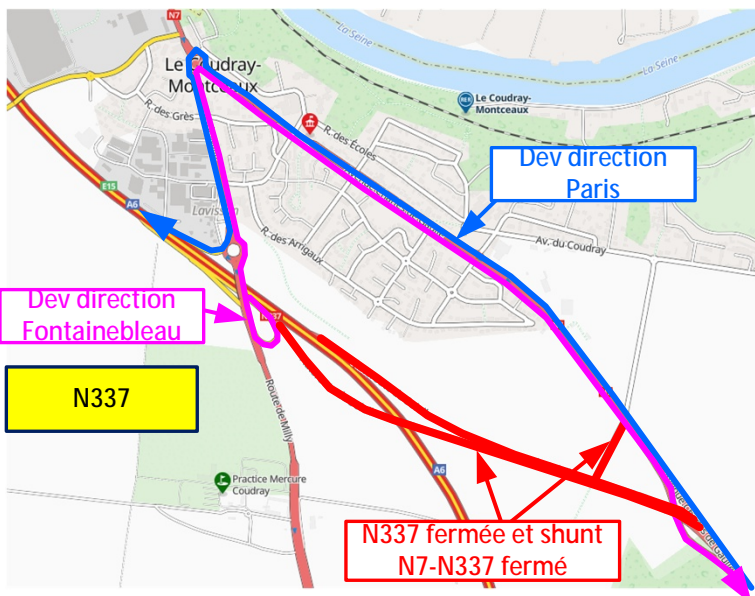 N7
La Seine
La Seine
Le Coudray-
Montceaux
RER
Le Coudray-
Montceaux
R. des Grès
R. des Écoles
Dev direction
Paris
E15
A6
Lavisson
R. des Arrigaux
Av. du Coudray
Dev direction
Fontainebleau
N337
Route de Milly
A6
Practice Mercure
Coudray
N337 fermée et shunt
N7-N337 fermé